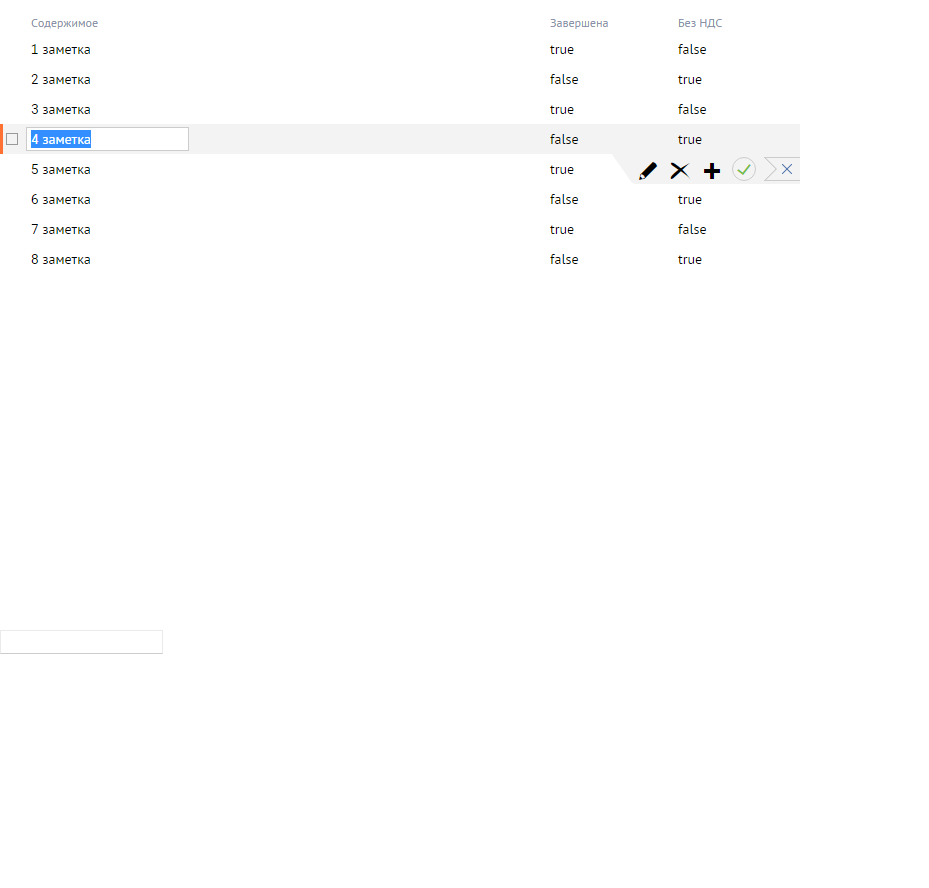 Содержимое Завершена Без НДС
1 заметка true false
2 заметка false true
3 заметка true false
4 заметка false true
5 заметка true
6 заметка false true
7 заметка true false
8 заметка false true